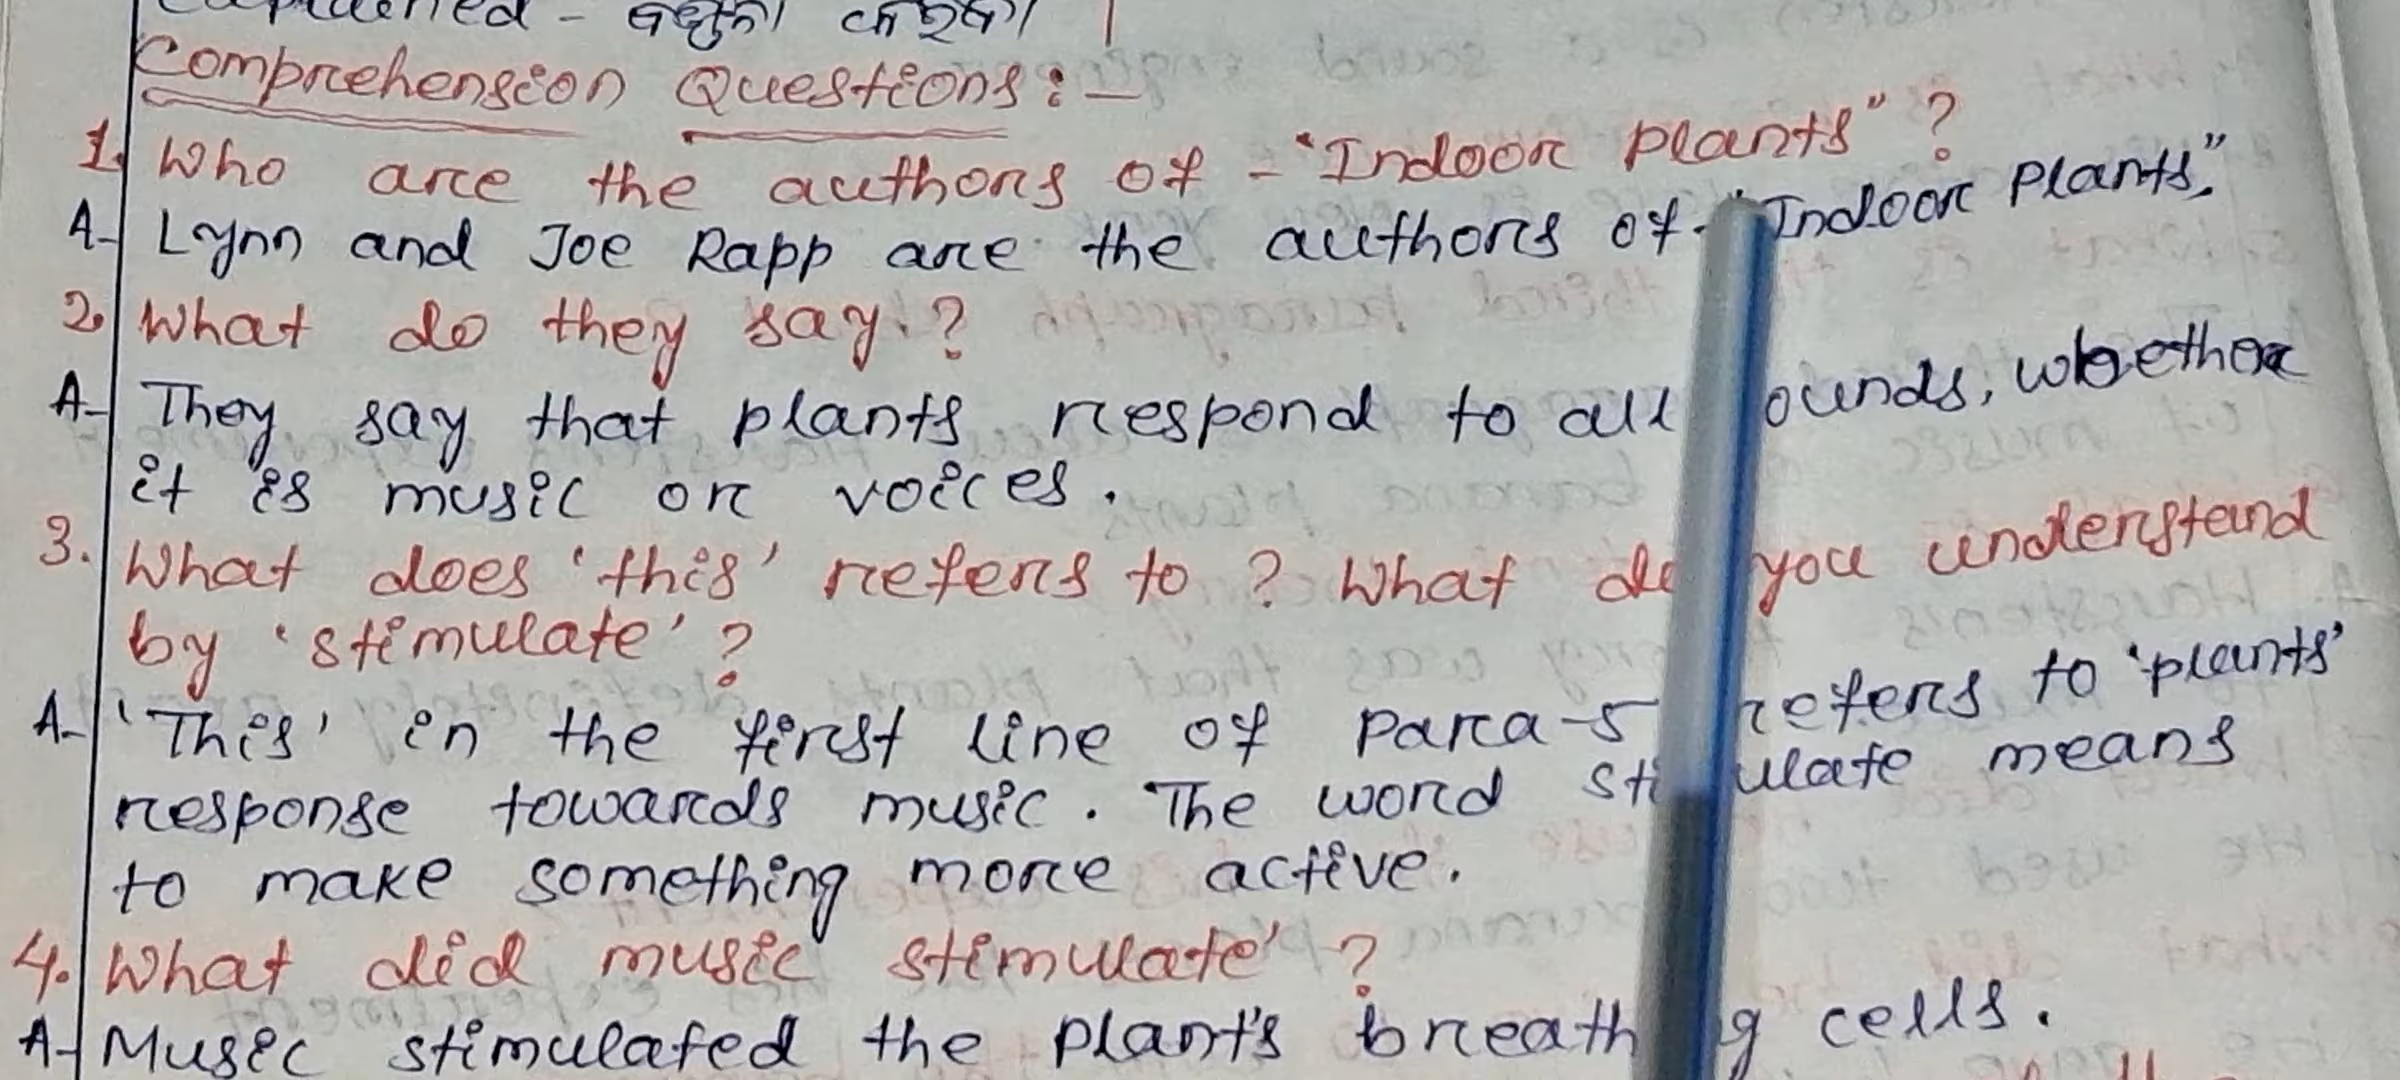 Explained - ବୁଝାଇବା
Comprehension Questions :-
1. Who are the authors of - "Indoor plants" ?
A- Lynn and Joe Rapp are the authors of "Indoor Plants."
2. What do they say. ?
A- They say that plants respond to all ounds, whether
it is music or voices.
3. What does 'this' refers to ? What do you understand
by 'stimulate' ?
A- 'This' in the first line of Para-5 refers to 'plants'
response towards music. The word sti ulate means
to make something more active.
4. What did music stimulate' ?
A- Music stimulated the plant's breath g cells.